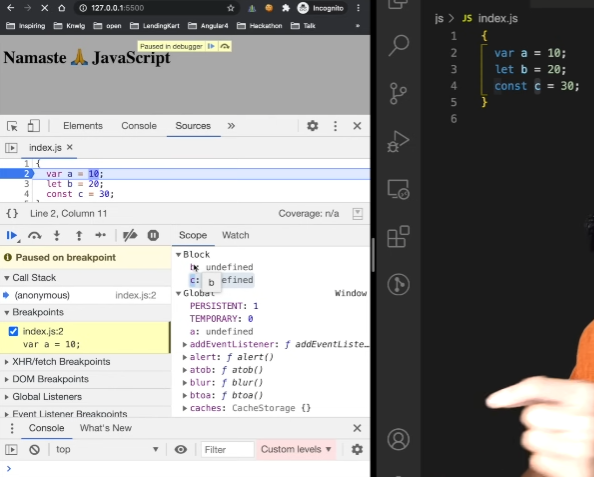 127.0.0.1:5500
Incognito
Inspiring
Knwlg
open
LendingKart
Angular4
Hackathon
Talk
Paused in debugger
Namaste 🙏 JavaScript
Elements Console Sources »
index.js ×
1 {
2 var a = 10;
3 let b = 20;
4 const c = 30;
{} Line 2, Column 11 Coverage: n/a
Scope Watch
Paused on breakpoint
Call Stack
(anonymous) index.js:2
Breakpoints
index.js:2
var a = 10;
XHR/fetch Breakpoints
DOM Breakpoints
Global Listeners
Event Listener Breakpoints
Block
b: undefined
c: efined
b
Global Window
PERSISTENT: 1
TEMPORARY: 0
a: undefined
addEventListener: ƒ addEventListe…
alert: ƒ alert()
atob: ƒ atob()
blur: ƒ blur()
btoa: ƒ btoa()
caches: CacheStorage {}
Console What's New
top Filter Custom levels
js > JS index.js
1 {
2 var a = 10;
3 let b = 20;
4 const c = 30;
5 }
6